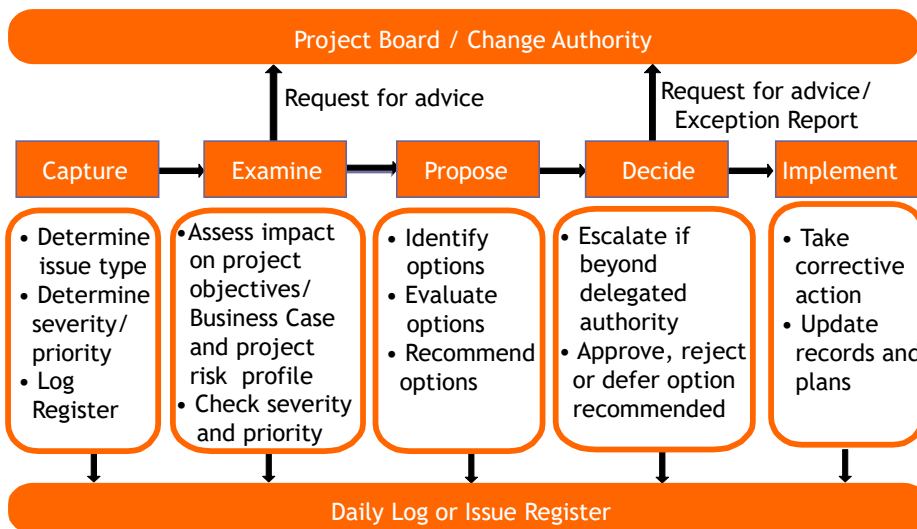 Project Board / Change Authority
Request for advice
Request for advice/
Exception Report
Capture
Examine
Propose
Decide
Implement
• Determine
issue type
• Determine
severity/
priority
• Log
Register
•Assess impact
on project
objectives/
Business Case
and project
risk profile
• Check severity
and priority
• Identify
options
• Evaluate
options
• Recommend
options
• Escalate if
beyond
delegated
authority
• Approve, reject
or defer option
recommended
• Take
corrective
action
• Update
records and
plans
Daily Log or Issue Register